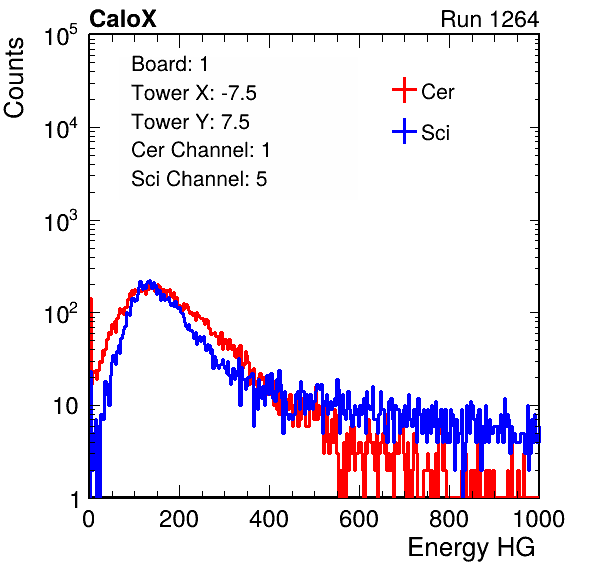 CaloX Run 1264
Counts
10^5
10^4
10^3
10^2
10
1
Board: 1
Tower X: -7.5
Tower Y: 7.5
Cer Channel: 1
Sci Channel: 5
Cer
Sci
0 200 400 600 800 1000
Energy HG